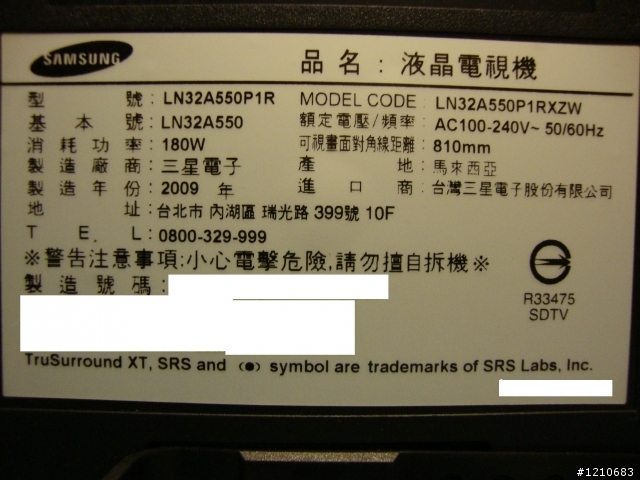 SAMSUNG
品 名 : 液晶電視機
型 號 : LN32A550P1R MODEL CODE : LN32A550P1RXZW
基 本 號 : LN32A550 額定電壓/頻率 : AC100-240V~ 50/60Hz
消 耗 功 率 : 180W 可視畫面對角線距離 : 810mm
製 造 廠 商 : 三星電子 產 地 : 馬來西亞
製 造 年 份 : 2009 年 進 口 商 : 台灣三星電子股份有限公司
地 址 : 台北市 內湖區 瑞光路 399號 10F
T E. L : 0800-329-999
※警告注意事項:小心電擊危險,請勿擅自拆機※
製 造 號 碼 :
R33475
SDTV
TruSurround XT, SRS and (●) symbol are trademarks of SRS Labs, Inc.
#1210683